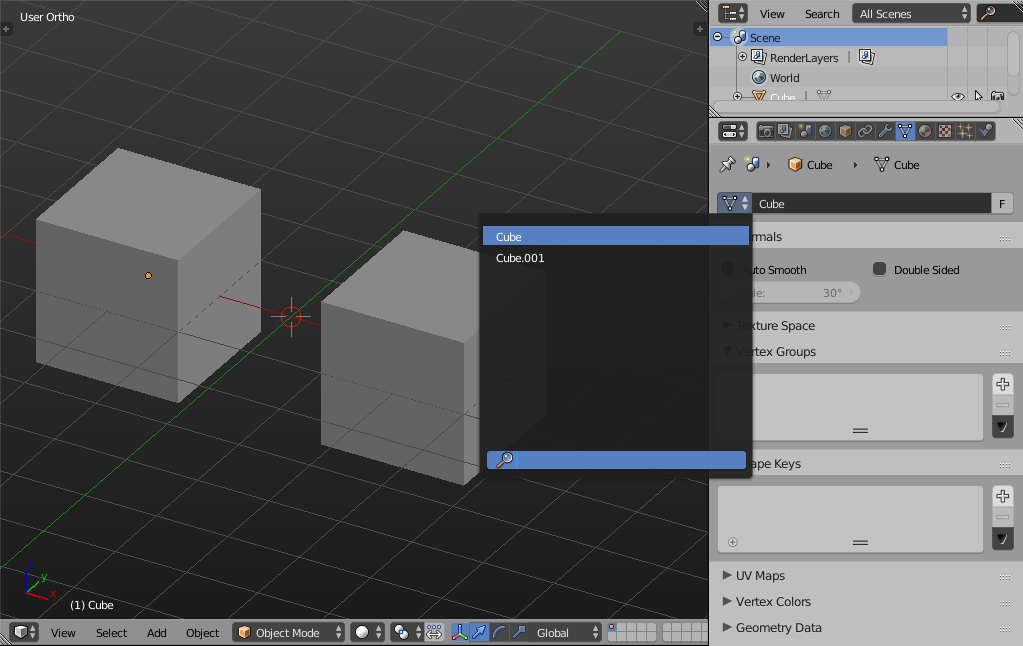 User Ortho
View Search All Scenes
Scene
RenderLayers |
World
Cube |
Cube Cube
Cube F
Cube
Cube.001
rmals
Auto Smooth Double Sided
le: 30°
Texture Space
Vertex Groups
ape Keys
UV Maps
Vertex Colors
Geometry Data
z
y
x
(1) Cube
View Select Add Object Object Mode Global